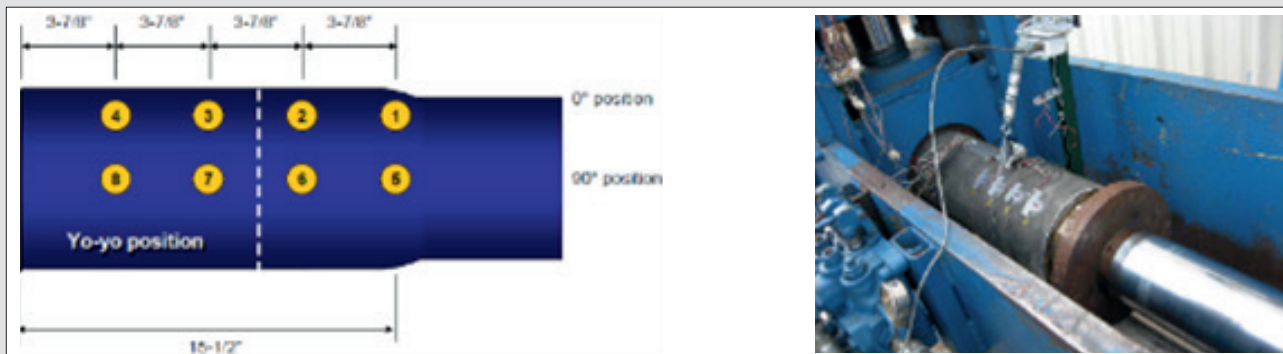 3-7/8" 3-7/8" 3-7/8" 3-7/8"
4 3 2 1 0° position
8 7 6 5 90° position
Yo-yo position
15-1/2"